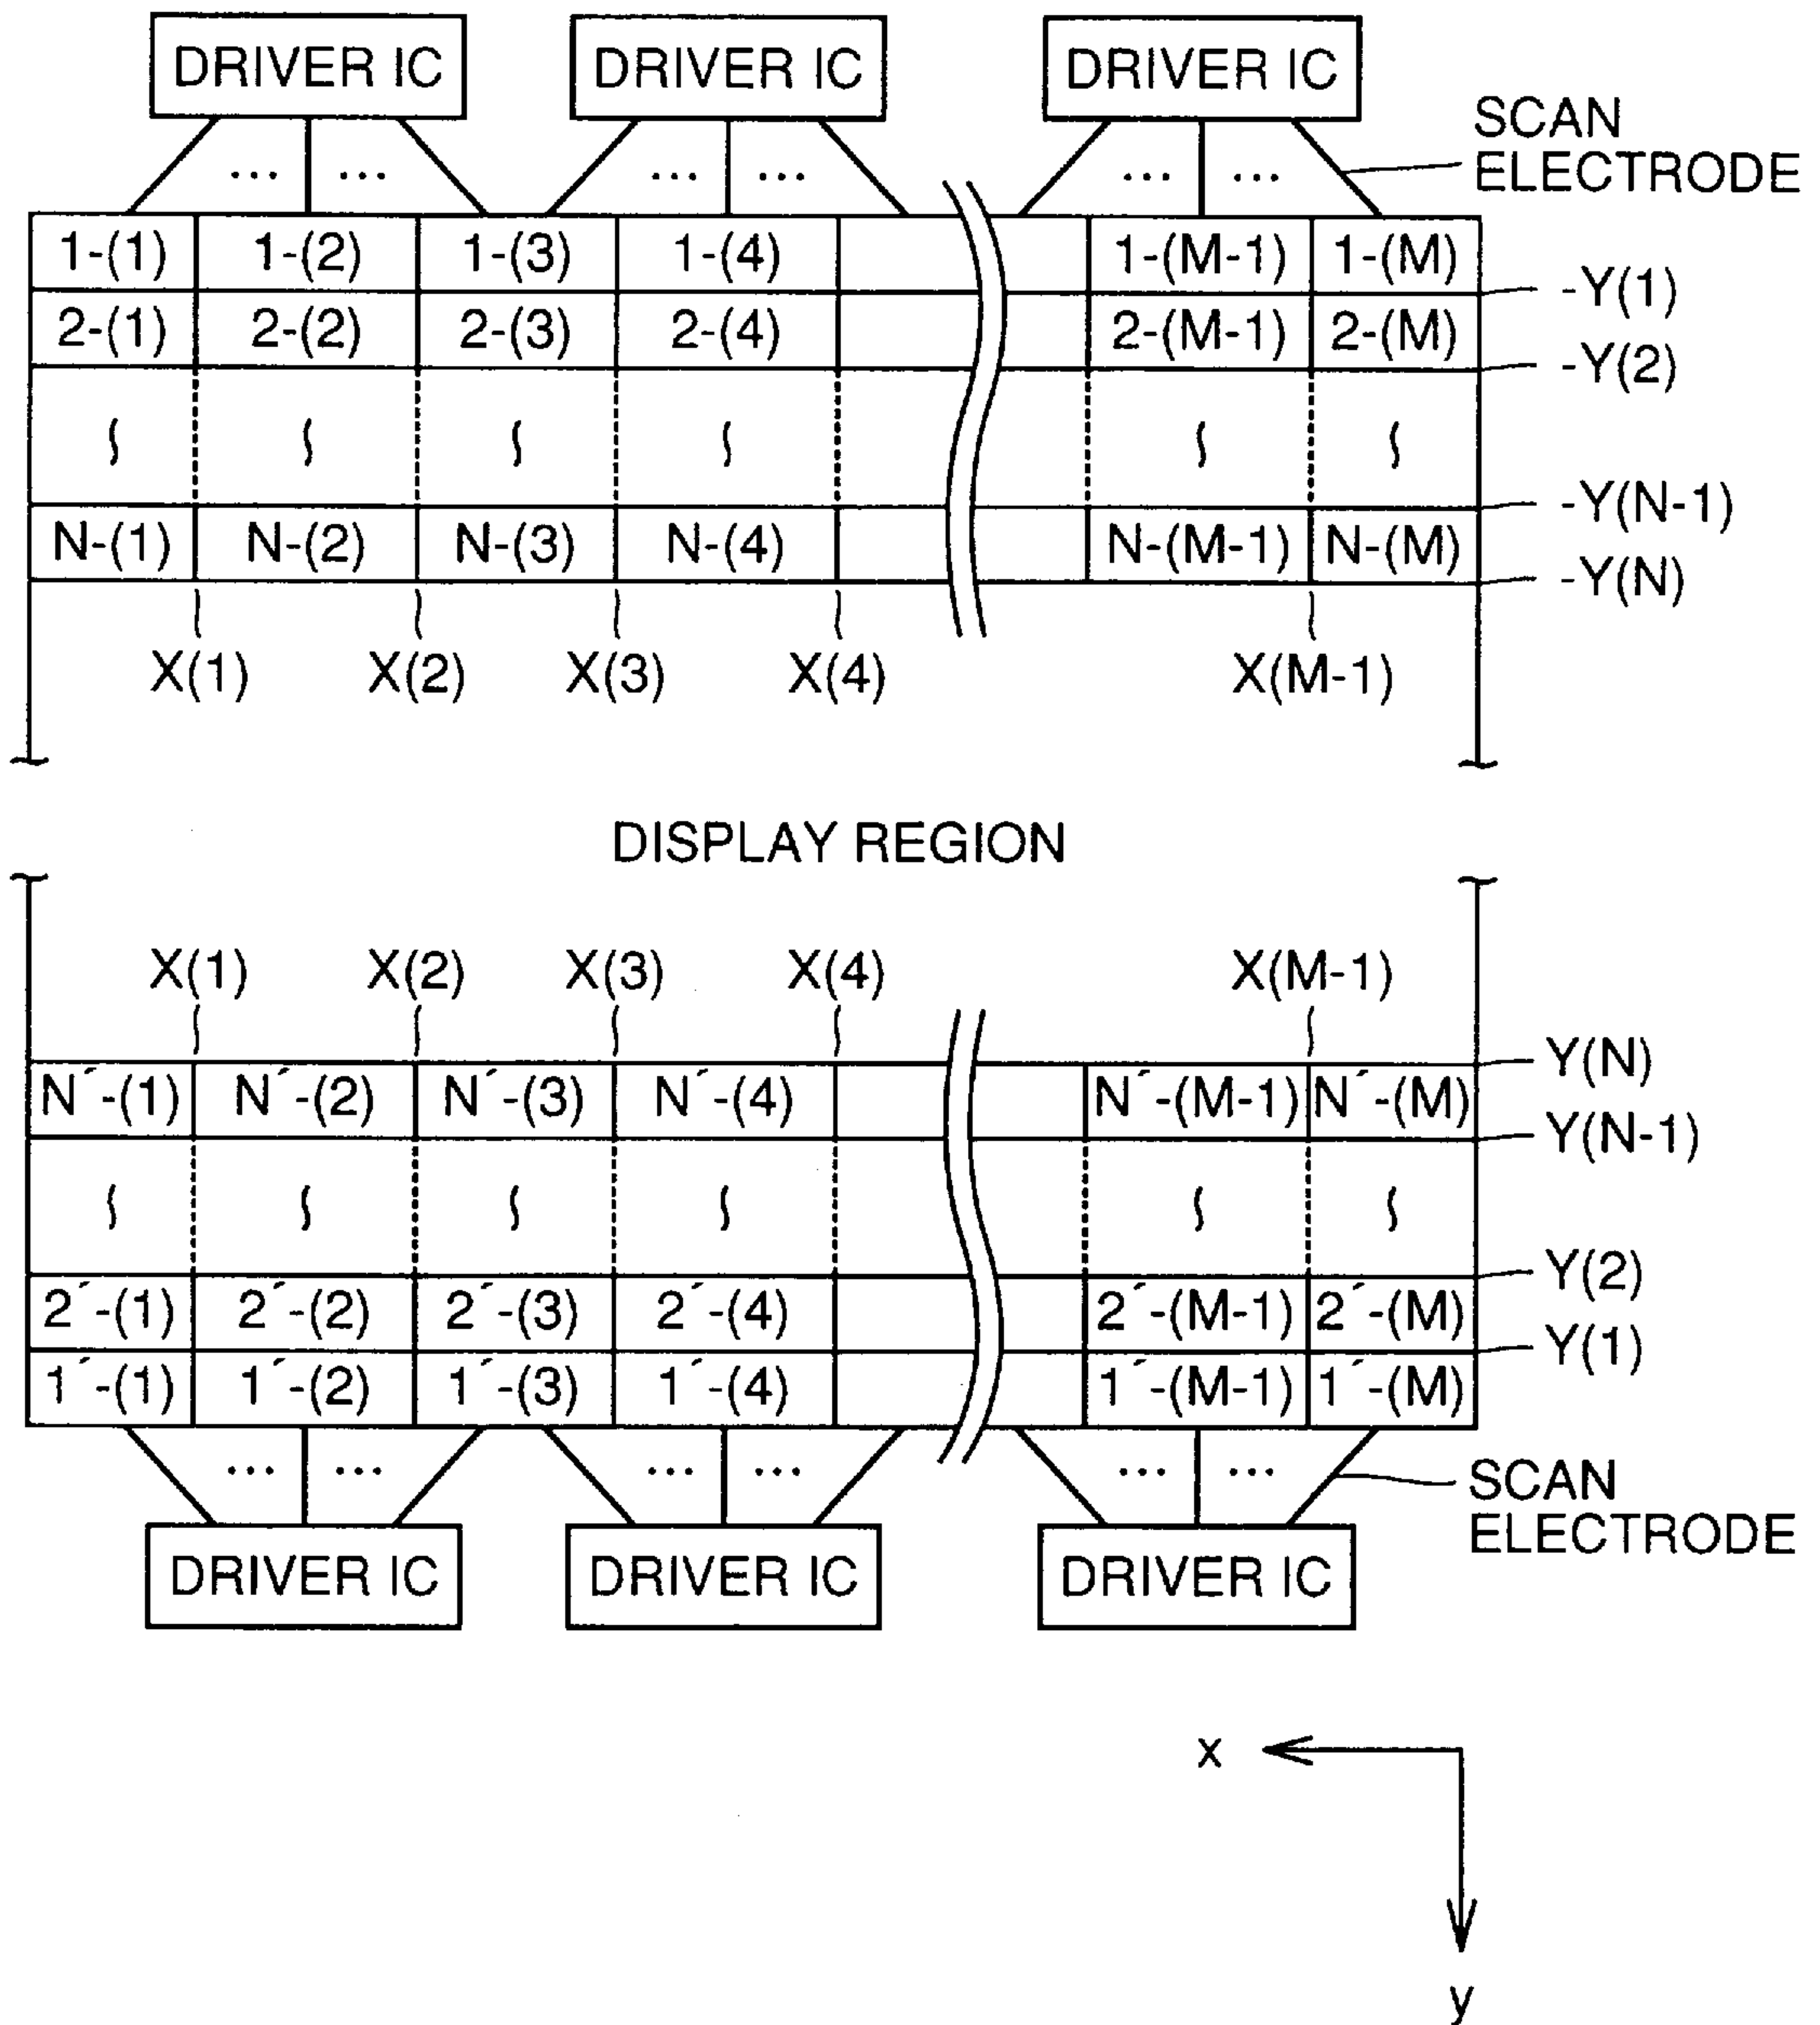 DRIVER IC DRIVER IC DRIVER IC
SCAN
ELECTRODE
... ... ... ... ... ...
1-(1) 1-(2) 1-(3) 1-(4) 1-(M-1) 1-(M)
-Y(1)
2-(1) 2-(2) 2-(3) 2-(4) 2-(M-1) 2-(M)
-Y(2)
-Y(N-1)
N-(1) N-(2) N-(3) N-(4) N-(M-1) N-(M)
-Y(N)
X(1) X(2) X(3) X(4) X(M-1)
DISPLAY REGION
X(1) X(2) X(3) X(4) X(M-1)
Y(N)
N´-(1) N´-(2) N´-(3) N´-(4) N´-(M-1) N´-(M)
Y(N-1)
Y(2)
2´-(1) 2´-(2) 2´-(3) 2´-(4) 2´-(M-1) 2´-(M)
Y(1)
1´-(1) 1´-(2) 1´-(3) 1´-(4) 1´-(M-1) 1´-(M)
... ... ... ... ... ...
SCAN
ELECTRODE
DRIVER IC DRIVER IC DRIVER IC
x
y